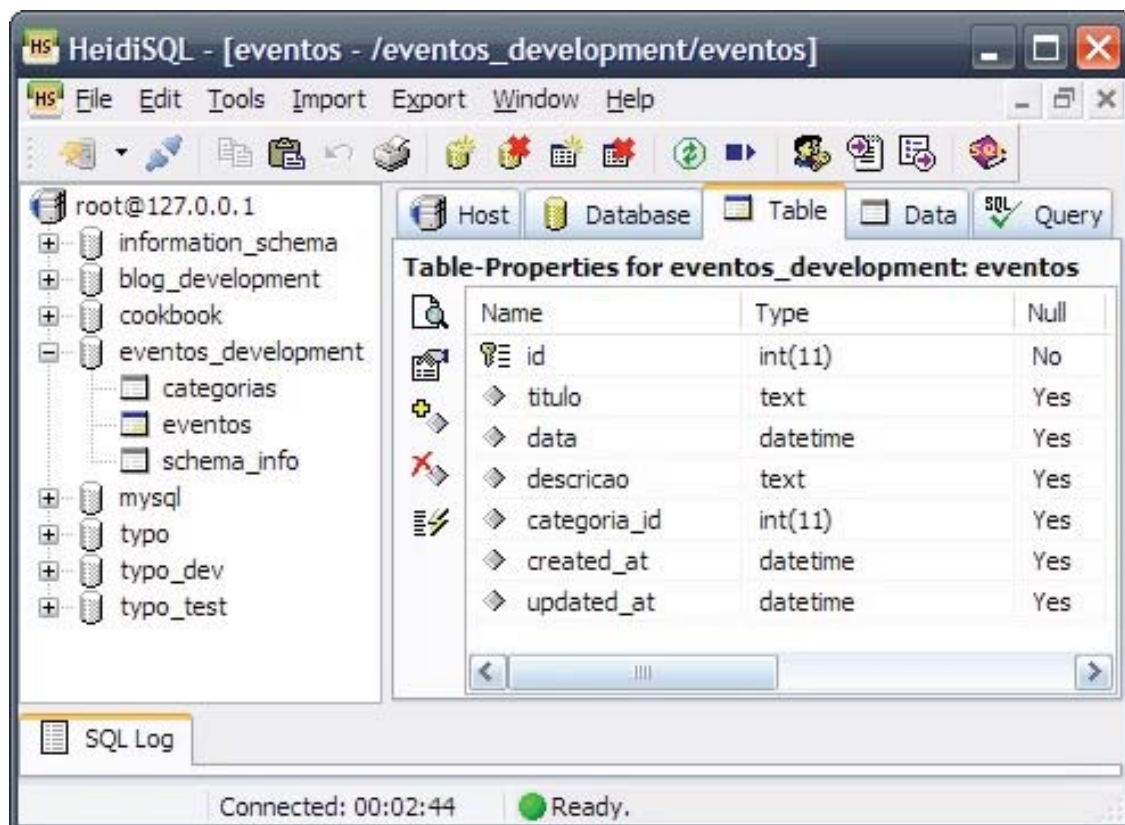 HeidiSQL - [eventos - /eventos_development/eventos]
File Edit Tools Import Export Window Help
root@127.0.0.1
information_schema
blog_development
cookbook
eventos_development
categorias
eventos
schema_info
mysql
typo
typo_dev
typo_test
Host Database Table Data Query
Table-Properties for eventos_development: eventos
Name Type Null
id int(11) No
titulo text Yes
data datetime Yes
descricao text Yes
categoria_id int(11) Yes
created_at datetime Yes
updated_at datetime Yes
SQL Log
Connected: 00:02:44 Ready.